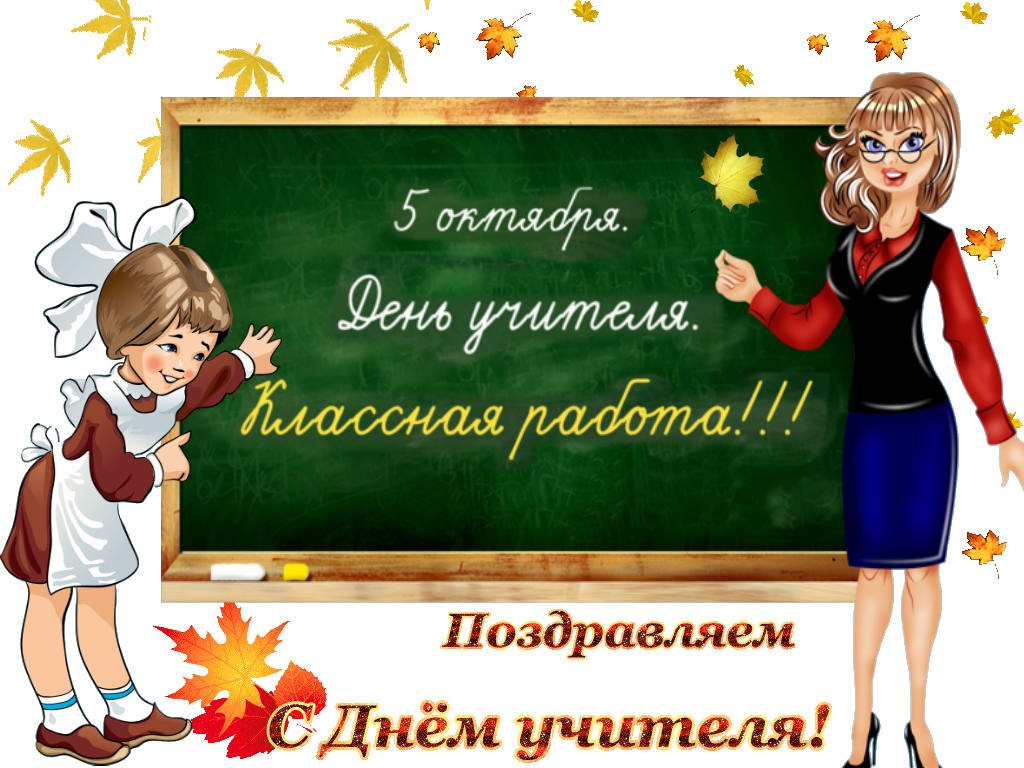 5 октября.
День учителя.
Классная работа!!!
Поздравляем
С Днём учителя!